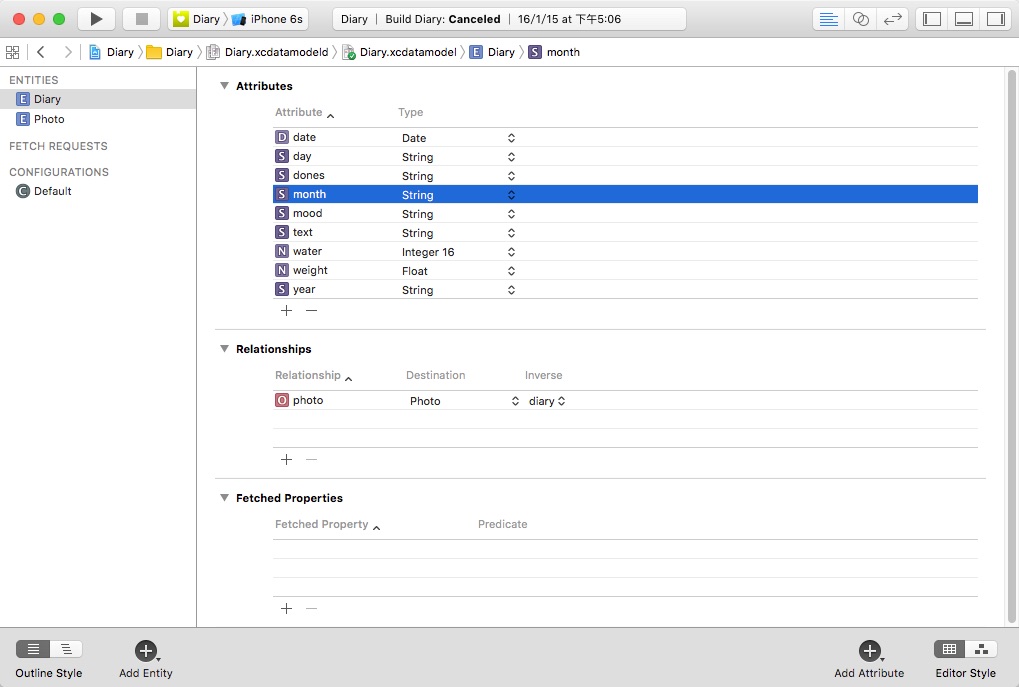 Diary iPhone 6s Diary | Build Diary: Canceled | 16/1/15 at 下午5:06
Diary Diary Diary.xcdatamodeld Diary.xcdatamodel E Diary S month
ENTITIES
E Diary
E Photo
FETCH REQUESTS
CONFIGURATIONS
C Default
Attributes
Attribute Type
D date Date
S day String
S dones String
S month String
S mood String
S text String
N water Integer 16
N weight Float
S year String
Relationships
Relationship Destination Inverse
O photo Photo diary
Fetched Properties
Fetched Property Predicate
Outline Style Add Entity Add Attribute Editor Style